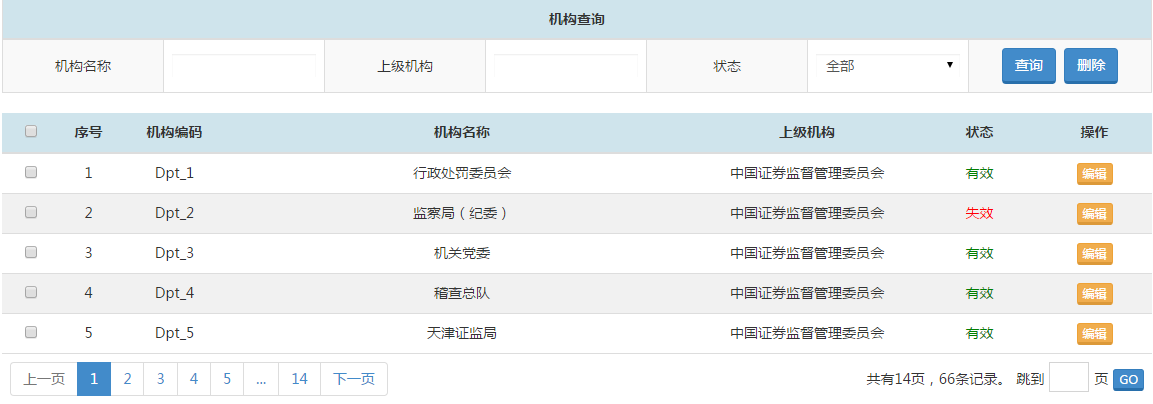 机构查询
机构名称 上级机构 状态 全部 查询 删除
序号 机构编码 机构名称 上级机构 状态 操作
1 Dpt_1 行政处罚委员会 中国证券监督管理委员会 有效 编辑
2 Dpt_2 监察局（纪委） 中国证券监督管理委员会 失效 编辑
3 Dpt_3 机关党委 中国证券监督管理委员会 有效 编辑
4 Dpt_4 稽查总队 中国证券监督管理委员会 有效 编辑
5 Dpt_5 天津证监局 中国证券监督管理委员会 有效 编辑
上一页 1 2 3 4 5 ... 14 下一页 共有14页，66条记录。 跳到 页 GO